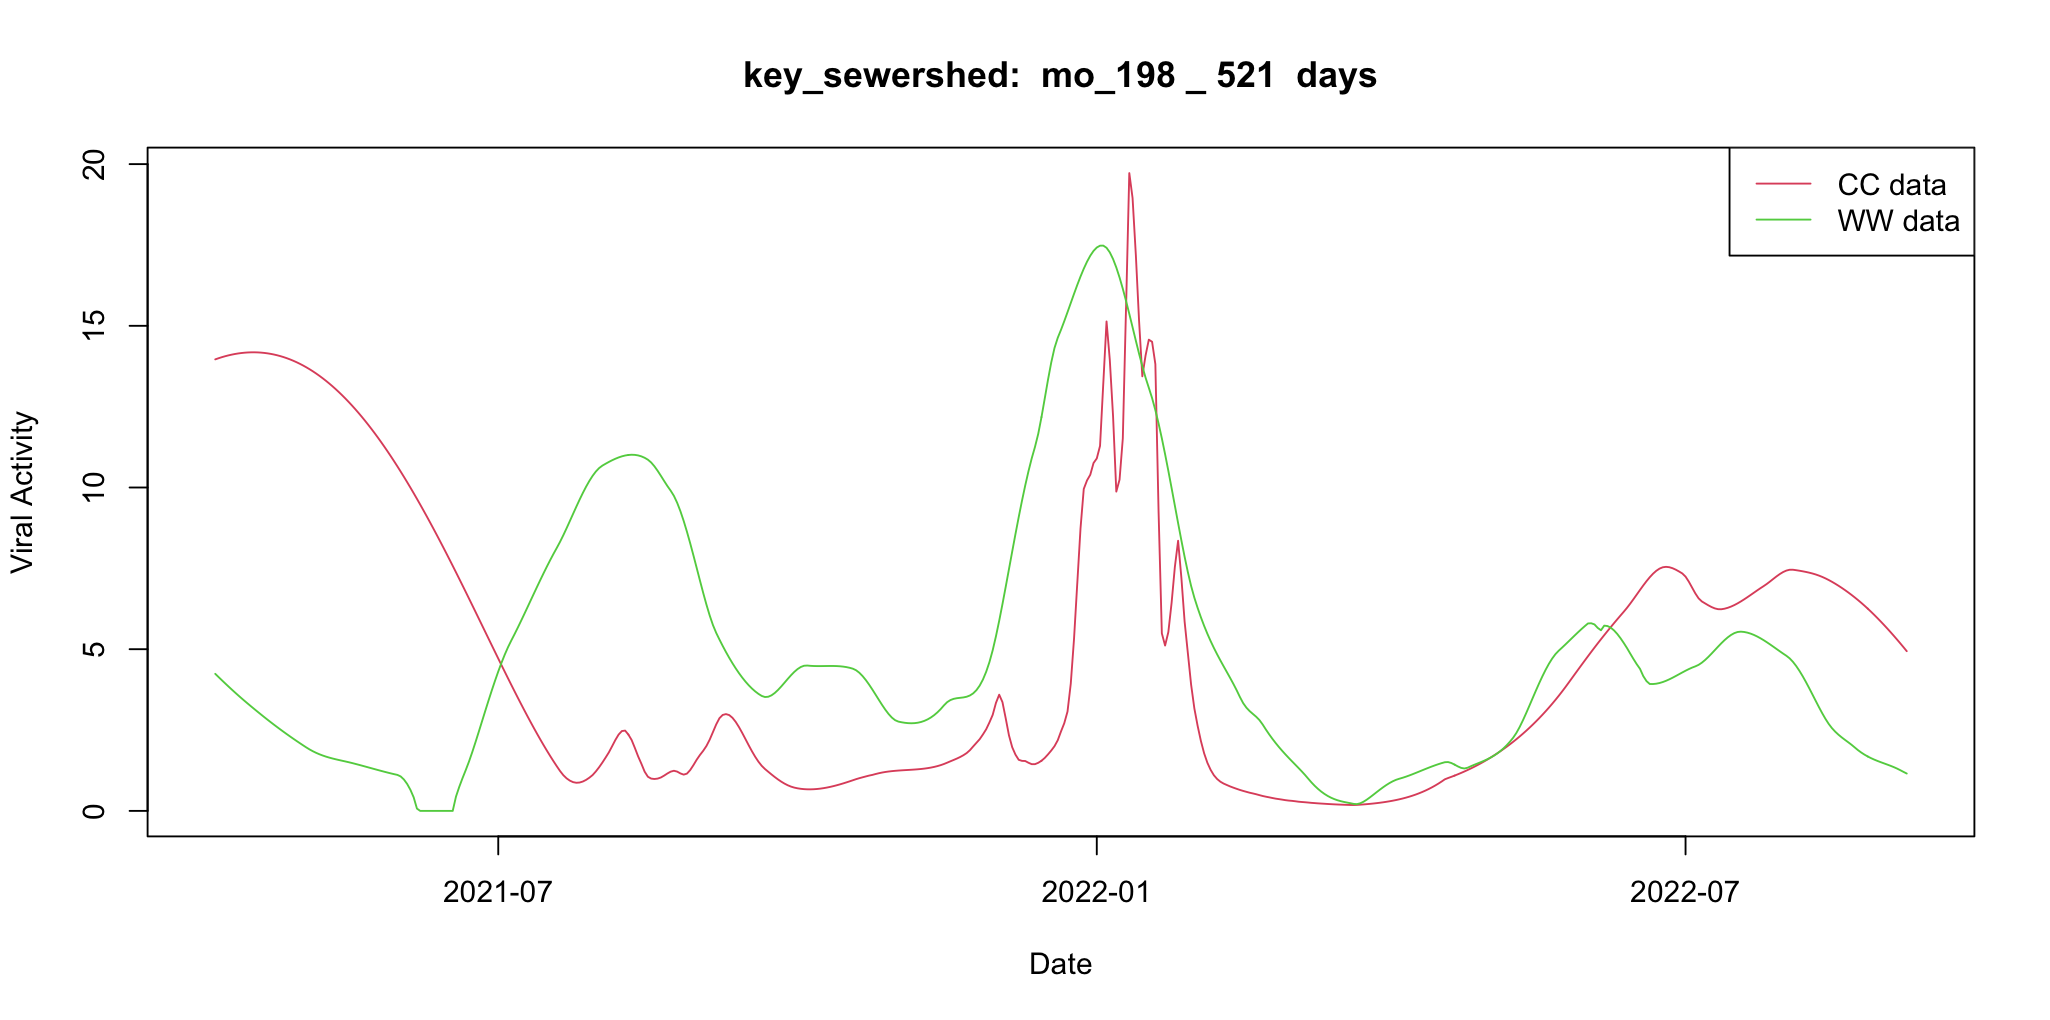 key_sewershed:  mo_198 _ 521  days
CC data
WW data
Viral Activity
20
15
10
5
0
2021-07
2022-01
2022-07
Date